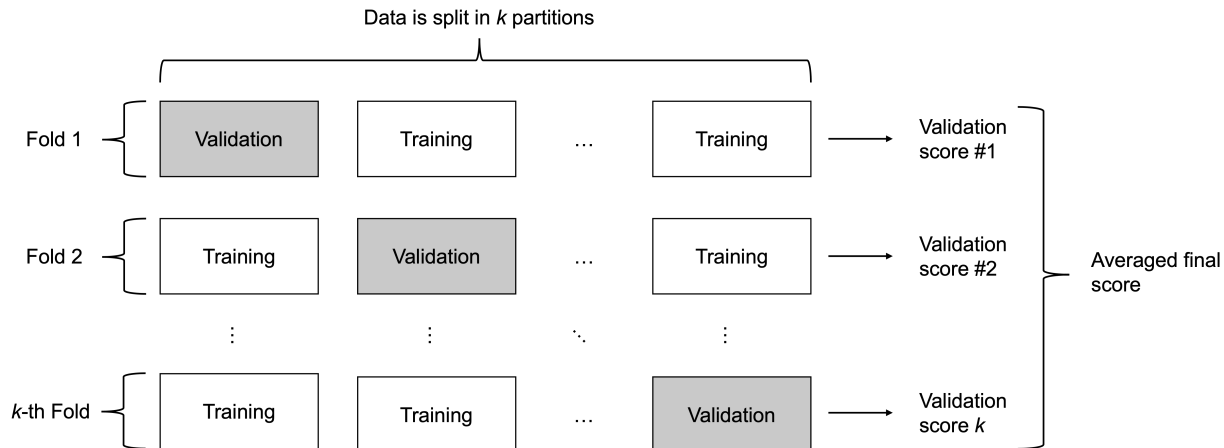 Data is split in k partitions
Fold 1
Validation
Training
...
Training
Validation
score #1
Fold 2
Training
Validation
...
Training
Validation
score #2
Averaged final
score
⋮
⋮
⋱
⋮
k-th Fold
Training
Training
...
Validation
Validation
score k